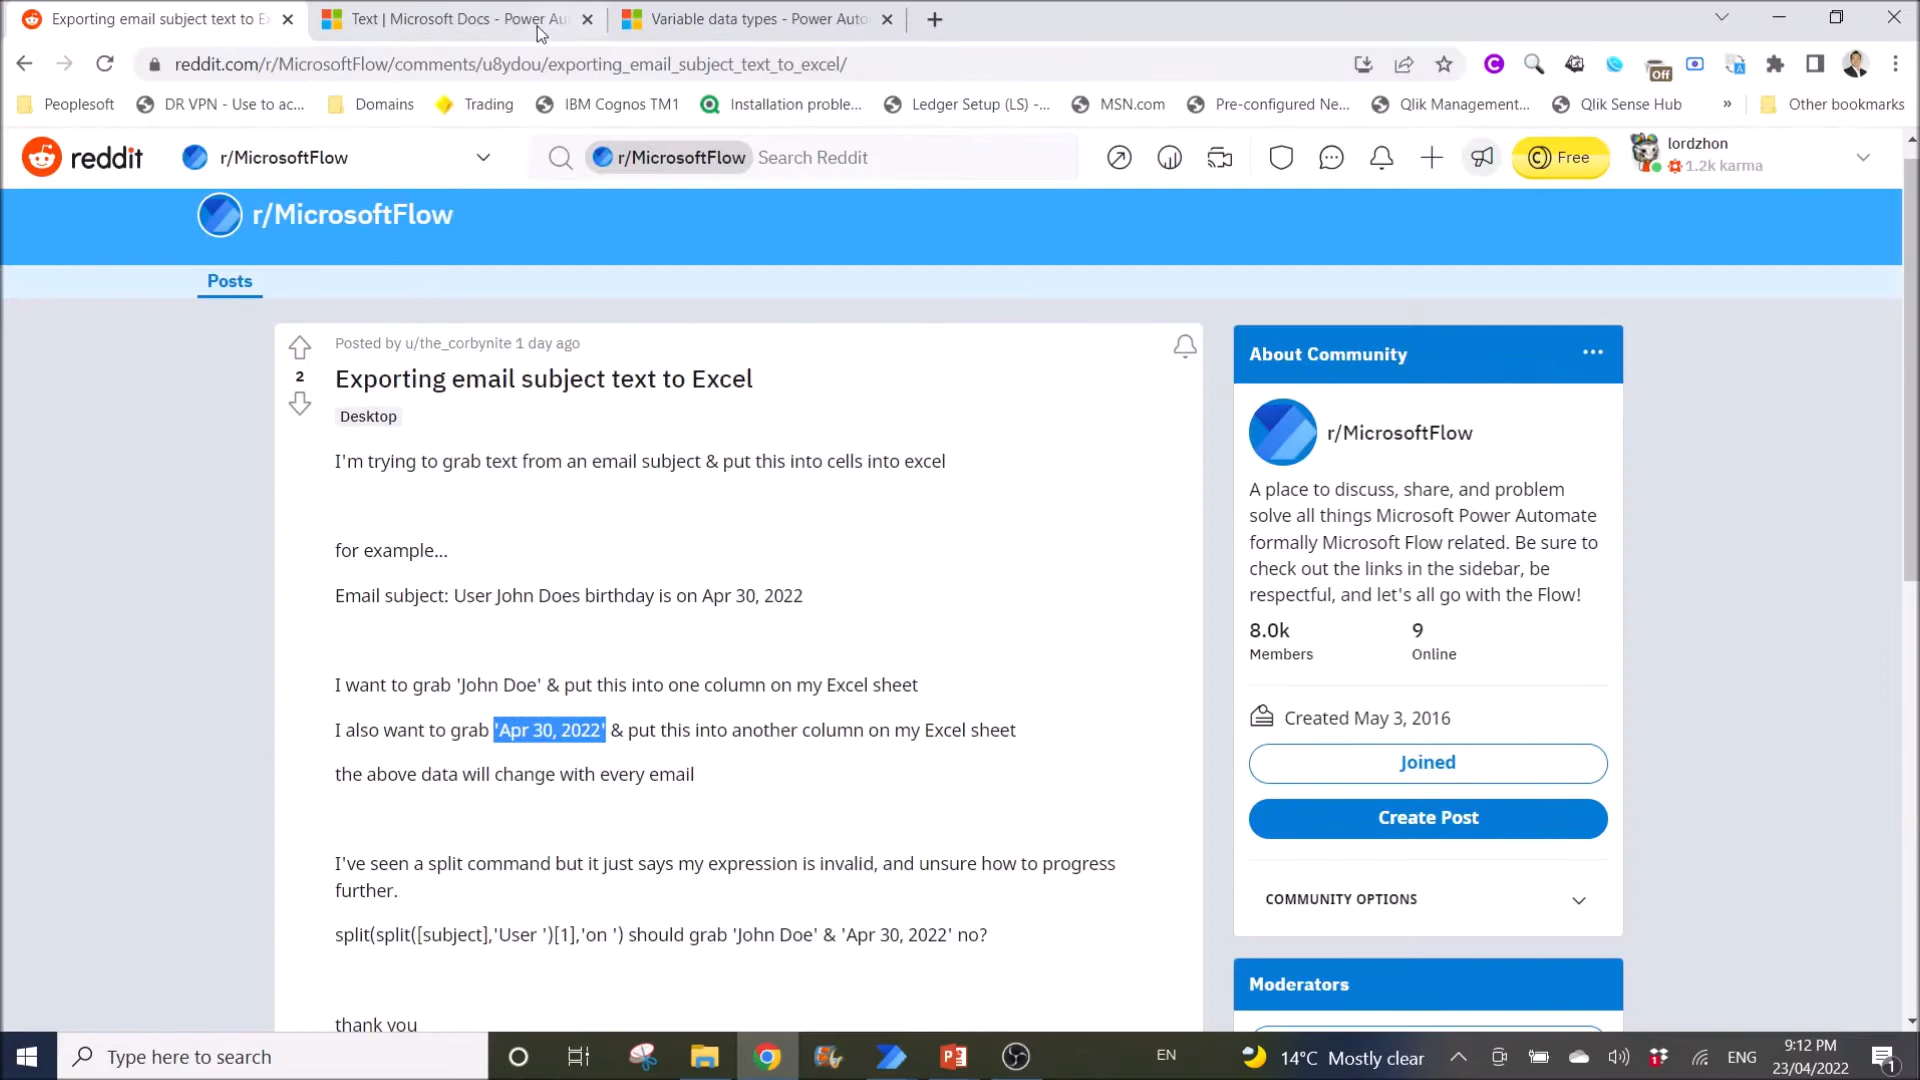 Exporting email subject text to Ex
Text | Microsoft Docs - Power Au
Variable data types - Power Auto
reddit.com/r/MicrosoftFlow/comments/u8ydou/exporting_email_subject_text_to_excel/
Off
Peoplesoft
DR VPN - Use to ac...
Domains
Trading
IBM Cognos TM1
Installation proble...
Ledger Setup (LS) -...
MSN.com
Pre-configured Ne...
Qlik Management...
Qlik Sense Hub
»
Other bookmarks
reddit
r/MicrosoftFlow
r/MicrosoftFlow Search Reddit
Free
lordzhon
1.2k karma
r/MicrosoftFlow
Posts
2
Posted by u/the_corbynite 1 day ago
Exporting email subject text to Excel
Desktop
I'm trying to grab text from an email subject & put this into cells into excel
for example...
Email subject: User John Does birthday is on Apr 30, 2022
I want to grab 'John Doe' & put this into one column on my Excel sheet
I also want to grab 'Apr 30, 2022' & put this into another column on my Excel sheet
the above data will change with every email
I've seen a split command but it just says my expression is invalid, and unsure how to progress
further.
split(split([subject],'User ')[1],'on ') should grab 'John Doe' & 'Apr 30, 2022' no?
thank you
About Community
r/MicrosoftFlow
A place to discuss, share, and problem
solve all things Microsoft Power Automate
formally Microsoft Flow related. Be sure to
check out the links in the sidebar, be
respectful, and let's all go with the Flow!
8.0k
Members
9
Online
Created May 3, 2016
Joined
Create Post
COMMUNITY OPTIONS
Moderators
Type here to search
EN
14°C Mostly clear
ENG
9:12 PM
23/04/2022
1